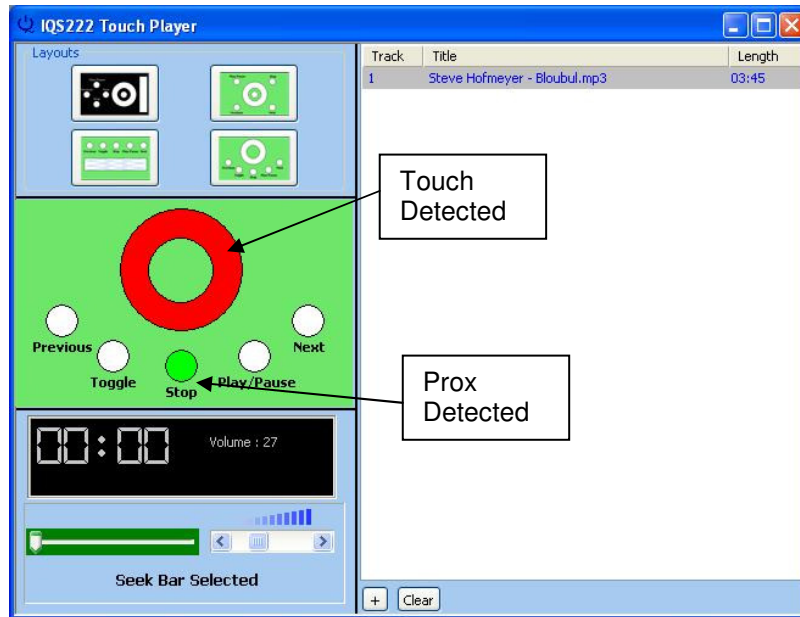 IQS222 Touch Player
Layouts
Track Title Length
1 Steve Hofmeyer - Bloubul.mp3 03:45
Touch
Detected
Previous
Next
Toggle
Stop
Play/Pause
Prox
Detected
00:00
Volume : 27
Seek Bar Selected
+ Clear